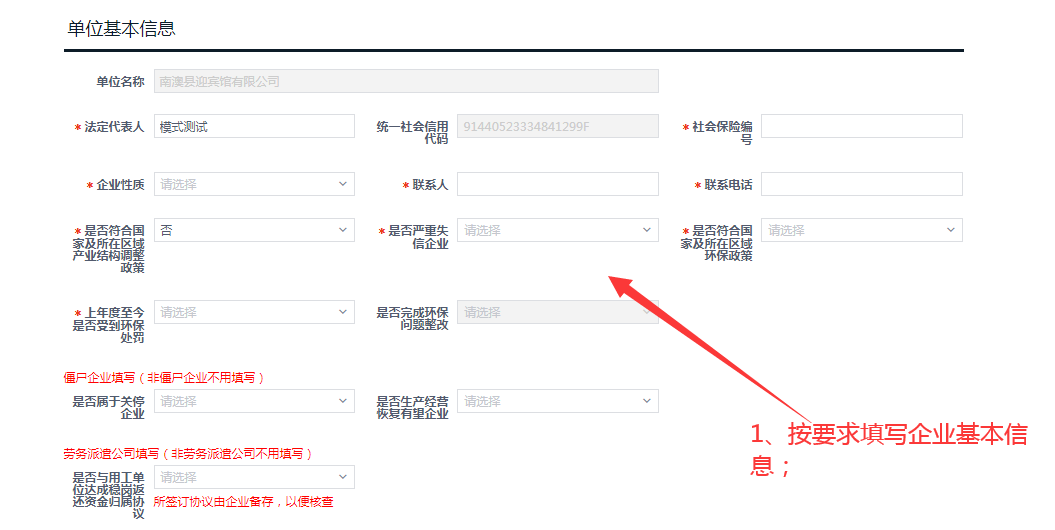 单位基本信息
单位名称 南澳县迎宾馆有限公司
* 法定代表人 模式测试 统一社会信用代码 91440523334841299F * 社会保险编号
* 企业性质 请选择 * 联系人 * 联系电话
* 是否符合国家及所在区域产业结构调整政策 否 * 是否严重失信企业 请选择 * 是否符合国家及所在区域环保政策 请选择
* 上年度至今是否受到环保处罚 请选择 是否完成环保问题整改 请选择
僵尸企业填写（非僵尸企业不用填写）
是否属于关停企业 请选择 是否生产经营恢复有望企业 请选择
1、按要求填写企业基本信息；
劳务派遣公司填写（非劳务派遣公司不用填写）
是否与用工单位达成稳岗返还资金归属协议 请选择
所签订协议由企业备存，以便核查